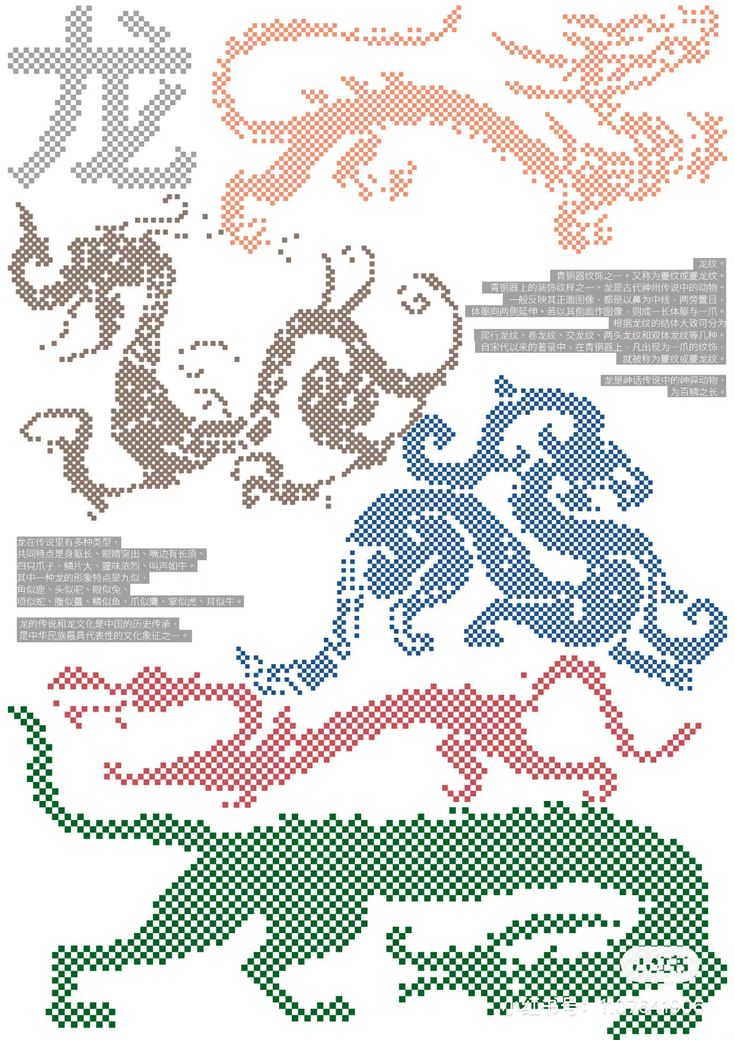 龙
龙纹。
青铜器纹饰之一。又称为夔纹或夔龙纹。
青铜器上的装饰纹样之一。龙是古代神州传说中的动物。
一般反映其正面图像，都是以鼻为中线，两旁置目，
体躯向两侧延伸。若以其侧面作图像，则成一长体躯与一爪。
根据龙纹的结体大致可分为
爬行龙纹、卷龙纹、交龙纹、两头龙纹和双体龙纹等几种。
自宋代以来的著录中，在青铜器上，凡出现为一爪的纹饰，
就被称为夔纹或夔龙纹。
龙是神话传说中的神异动物，
为百鳞之长。
龙在传说里有多种类型，
共同特点是身躯长、眼睛突出、嘴边有长须、
四只爪子、鳞片大、腥味浓烈、叫声如牛。
其中一种龙的形象特点是九似，
角似鹿、头似驼、眼似兔、
项似蛇、腹似蜃、鳞似鱼、爪似鹰、掌似虎、耳似牛。
龙的传说和龙文化是中国的历史传承，
是中华民族最具代表性的文化象征之一。
小红书
小红书号：